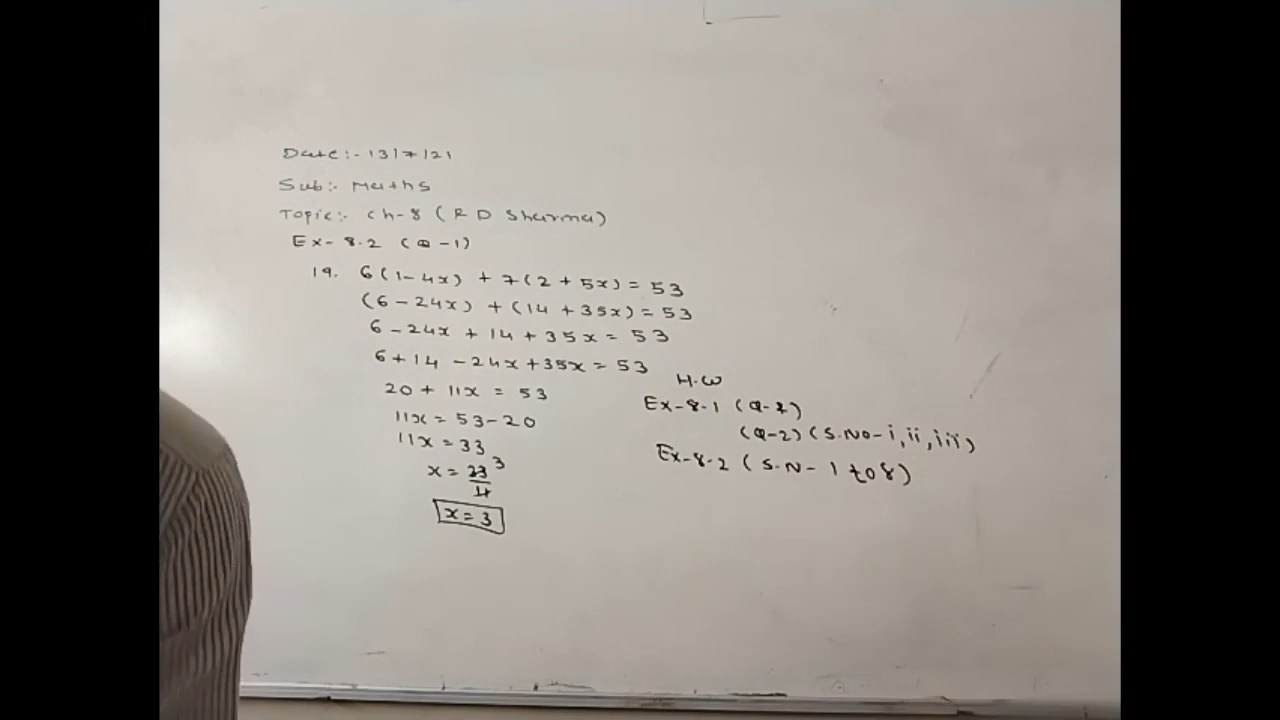 Date:- 13/7/21
Sub:- Maths
Topic:- Ch-8 (R D Sharma)
Ex- 8.2 (Q-1)
19. 6(1-4x) + 7(2+5x) = 53
(6-24x) + (14+35x) = 53
6-24x + 14 + 35x = 53
6+14 -24x+35x = 53
20 + 11x = 53
11x = 53-20
11x = 33
x = 33 3
11
x = 3
H.W
Ex-8.1
(Q-2) (S.No-i, ii, iii)
Ex-8.2 (S.N- 1 to 8)